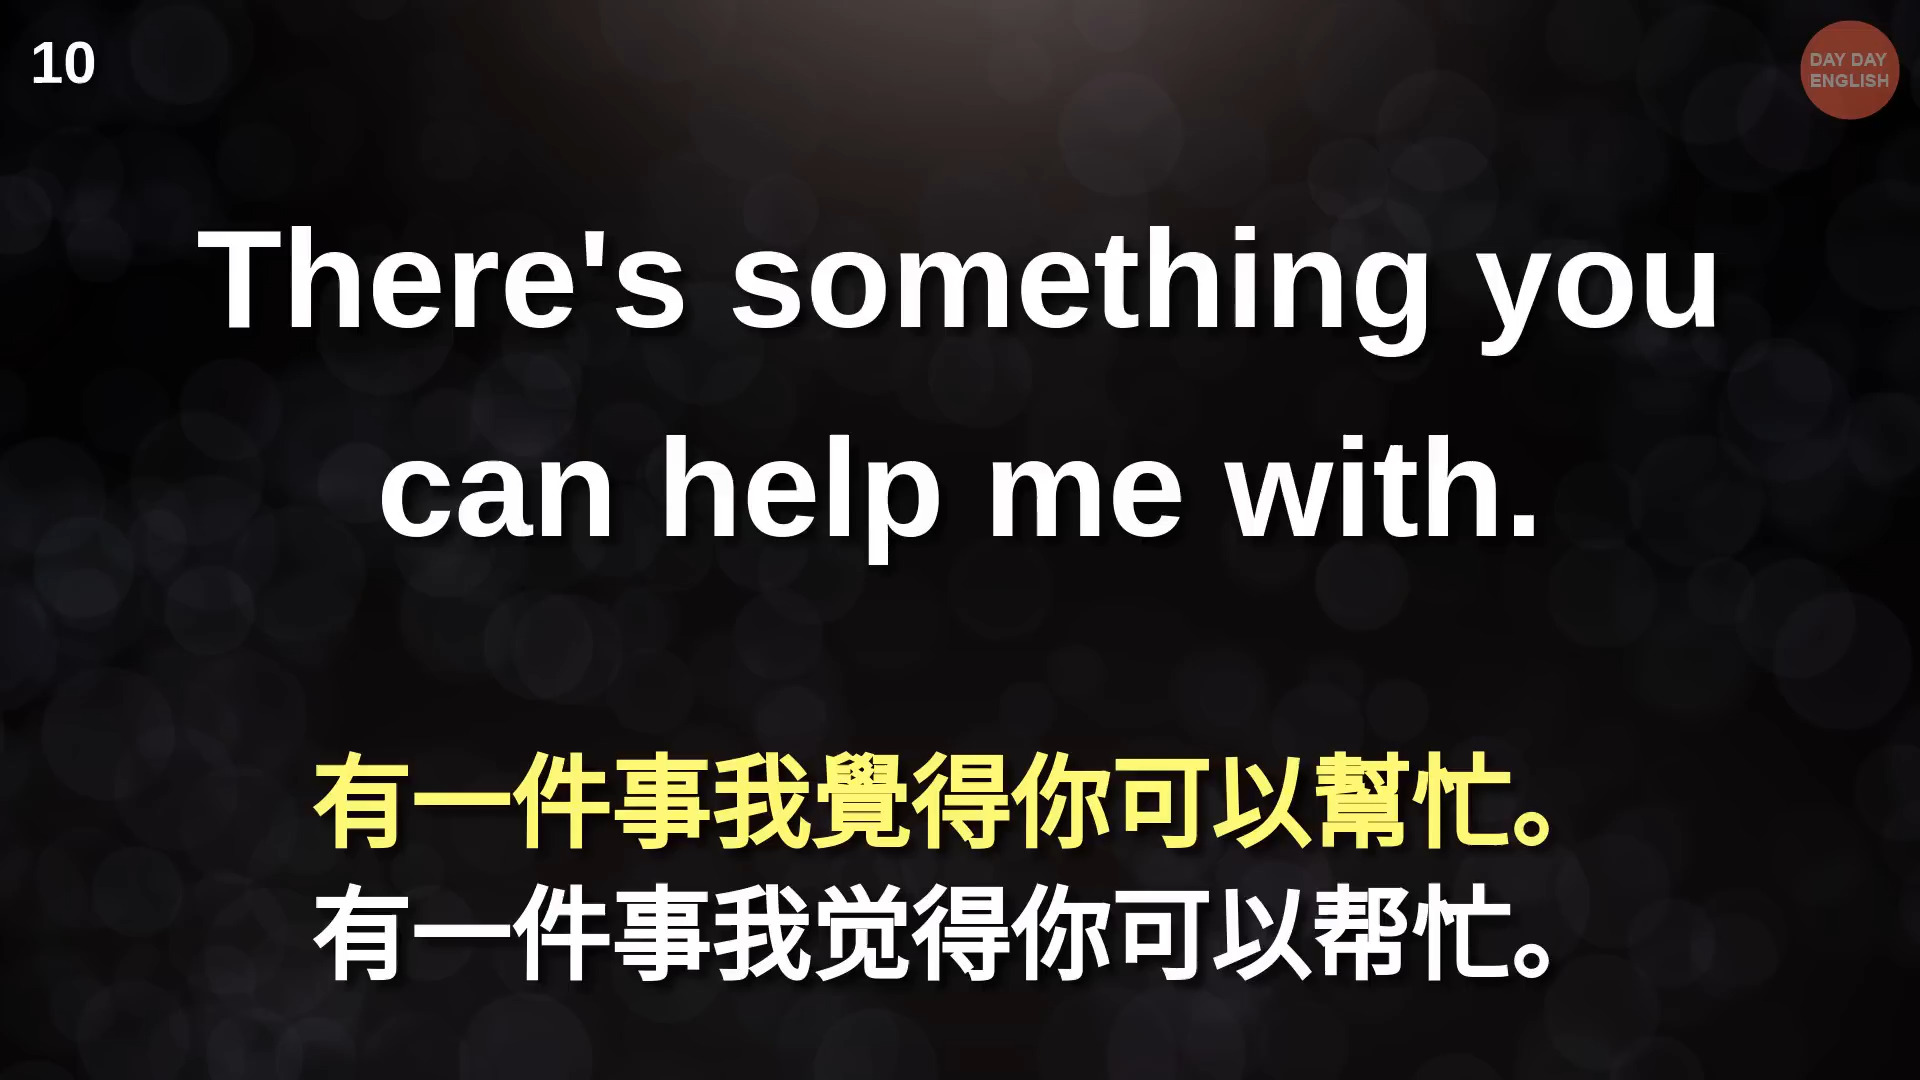 10
DAY DAY
ENGLISH
There's something you
can help me with.
有一件事我覺得你可以幫忙。
有一件事我觉得你可以帮忙。